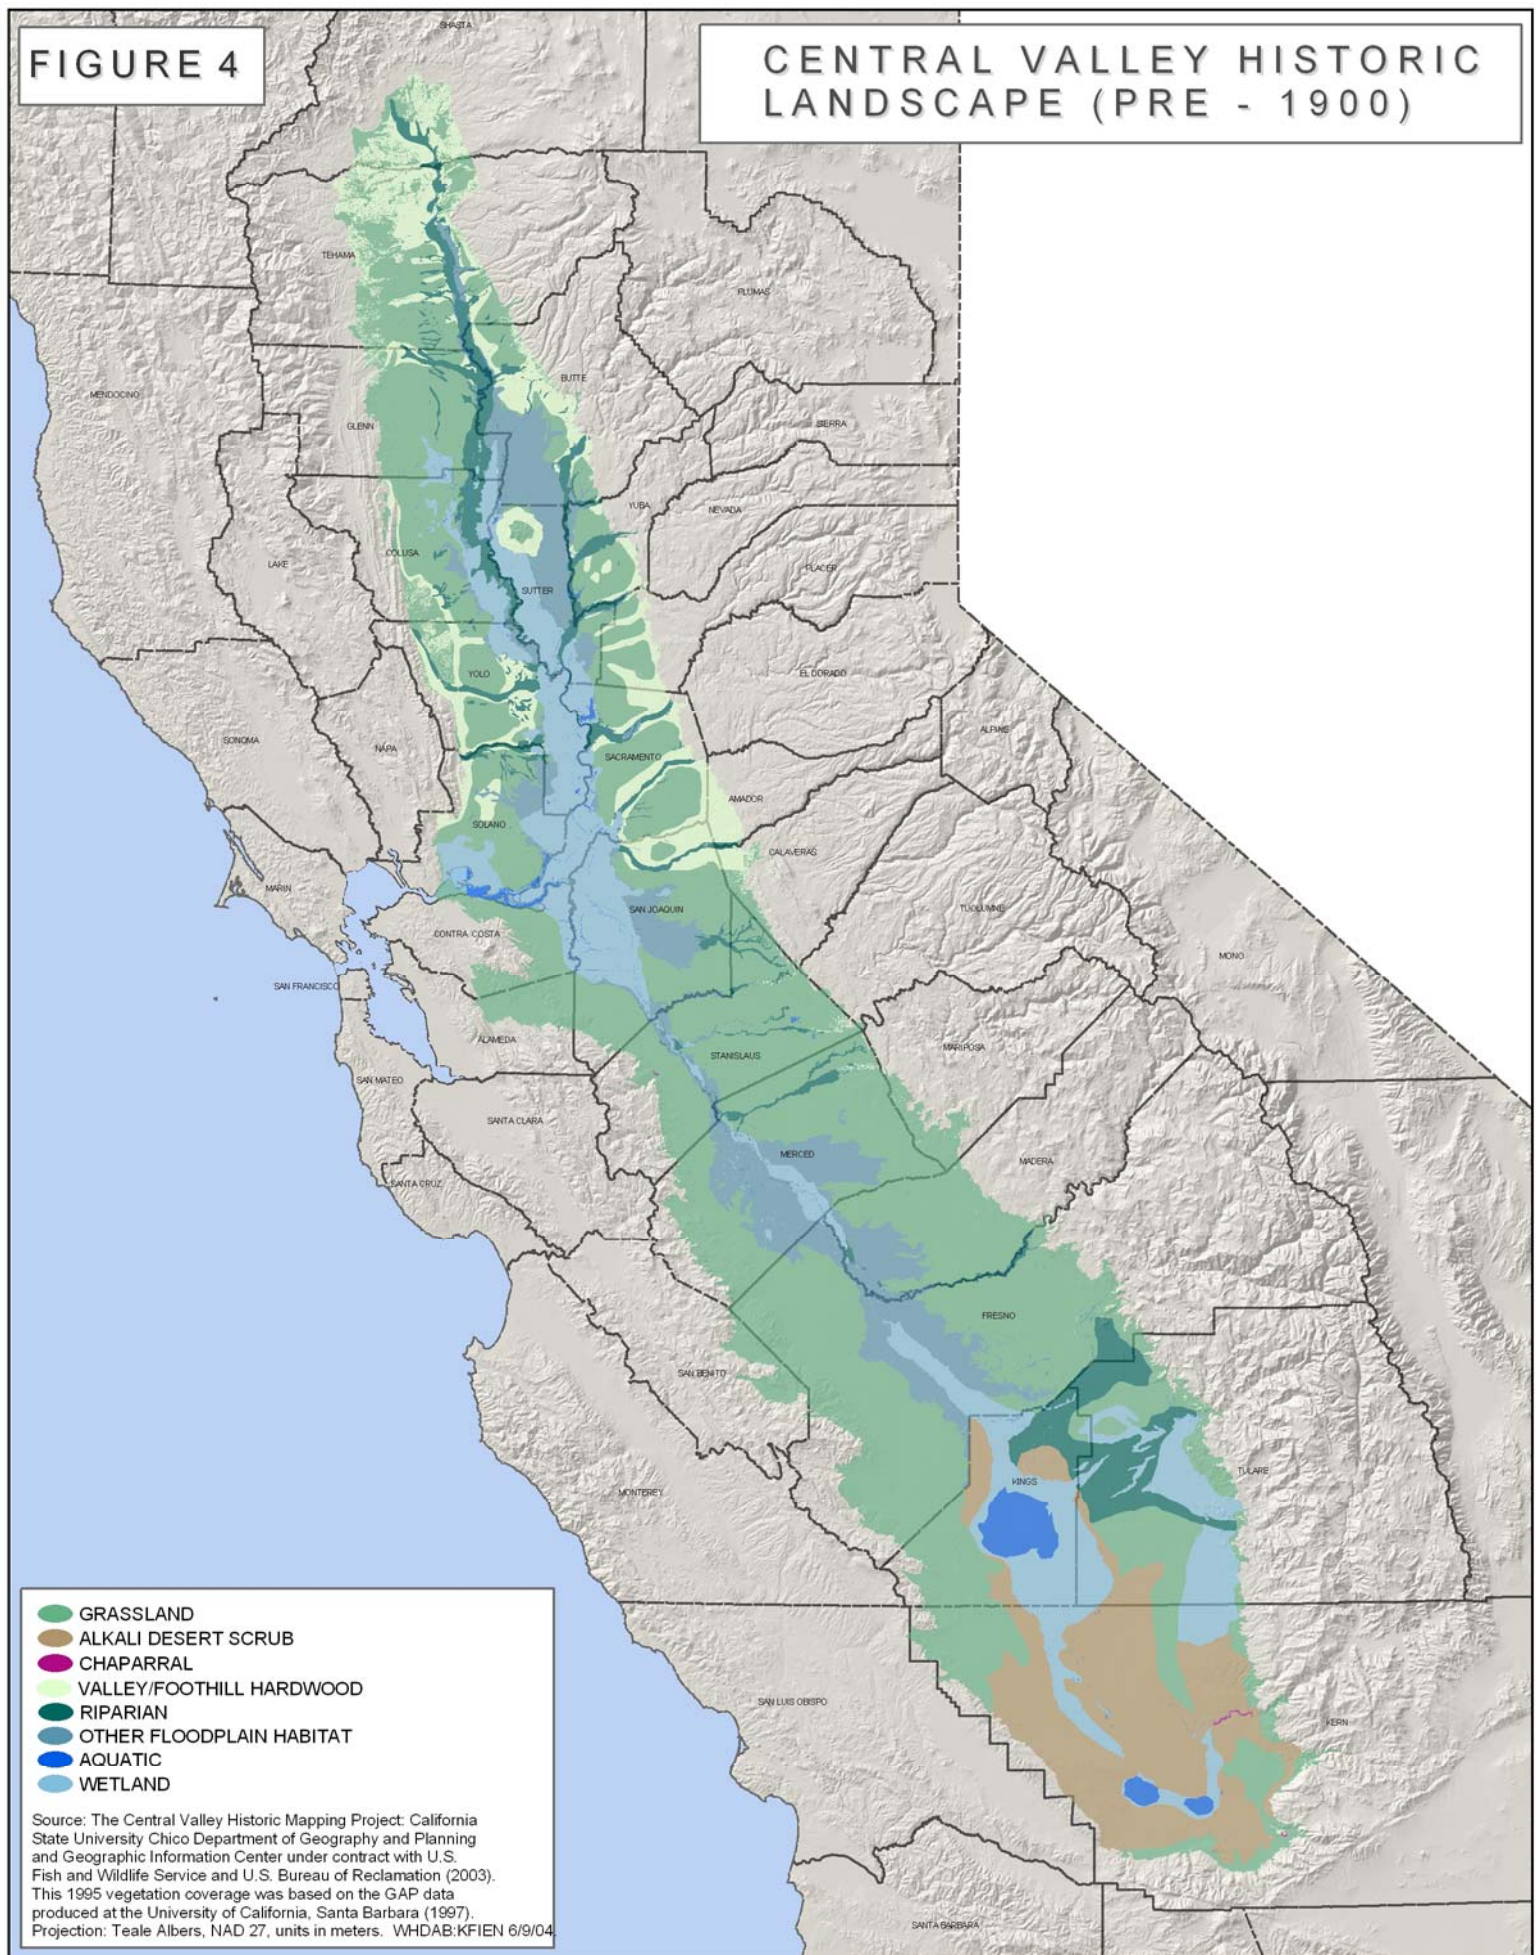 FIGURE 4
CENTRAL VALLEY HISTORIC
LANDSCAPE (PRE - 1900)
SHASTA
TEHAMA
PLUMAS
BUTTE
MENDOCINO
GLENN
SIERRA
YUBA
NEVADA
COLUSA
LAKE
PLACER
SUTTER
YOLO
EL DORADO
SONOMA
NAPA
ALPINE
SACRAMENTO
AMADOR
SOLANO
CALAVERAS
MARIN
SAN JOAQUIN
TUOLUMNE
CONTRA COSTA
MONO
SAN FRANCISCO
ALAMEDA
STANISLAUS
MARIPOSA
SAN MATEO
SANTA CLARA
MERCED
MADERA
SANTA CRUZ
FRESNO
SAN BENITO
TULARE
KINGS
MONTEREY
SAN LUIS OBISPO
KERN
SANTA BARBARA
GRASSLAND
ALKALI DESERT SCRUB
CHAPARRAL
VALLEY/FOOTHILL HARDWOOD
RIPARIAN
OTHER FLOODPLAIN HABITAT
AQUATIC
WETLAND
Source: The Central Valley Historic Mapping Project: California
State University Chico Department of Geography and Planning
and Geographic Information Center under contract with U.S.
Fish and Wildlife Service and U.S. Bureau of Reclamation (2003).
This 1995 vegetation coverage was based on the GAP data
produced at the University of California, Santa Barbara (1997).
Projection: Teale Albers, NAD 27, units in meters. WHDAB:KFIEN 6/9/04